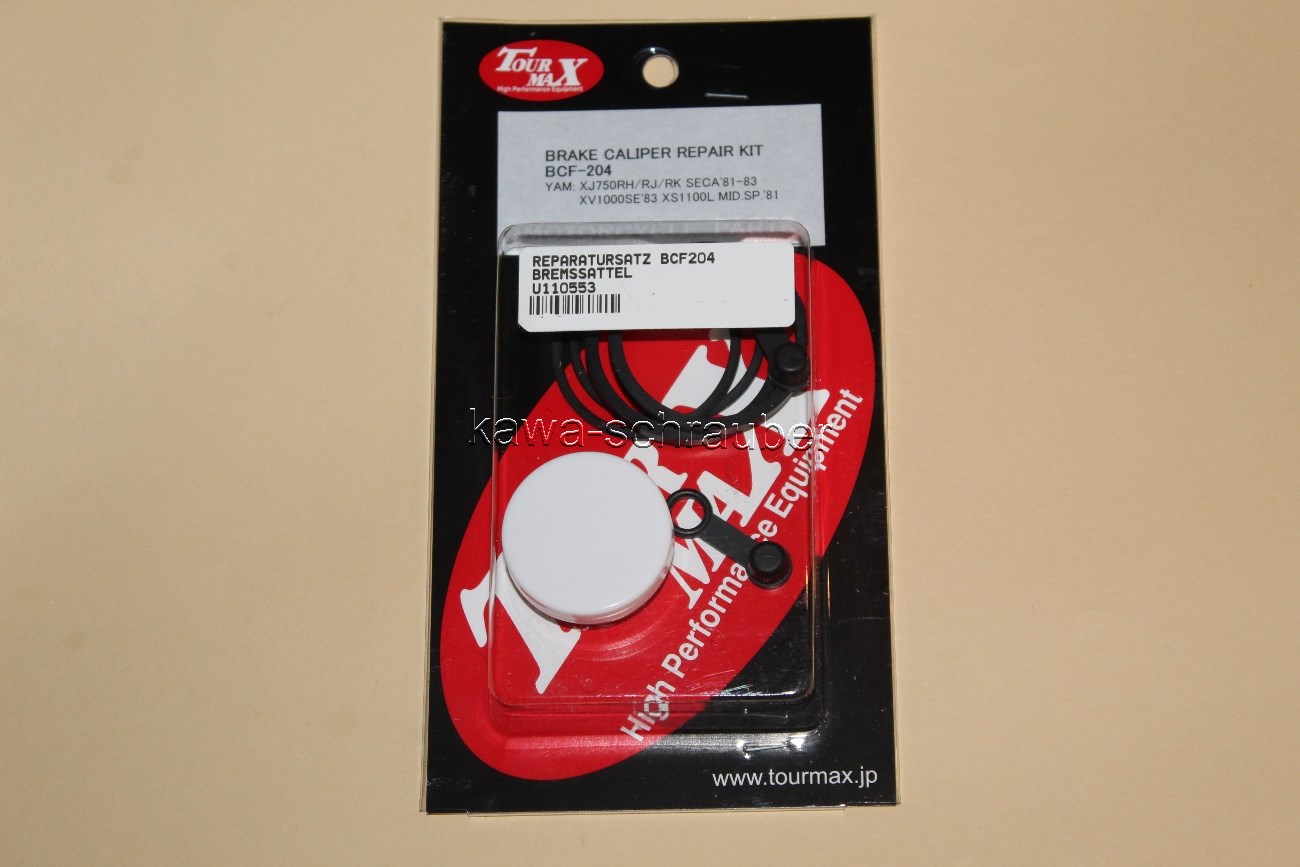 TOUR
MAX
High Performance Equipment
BRAKE CALIPER REPAIR KIT
BCF-204
YAM: XJ750RH/RJ/RK SECA'81-83
XV1000SE'83 XS1100L MID.SP.'81
REPARATURSATZ BCF204
BREMSSATTEL
U110553
kawa-schrauber
High Performance Equipment
www.tourmax.jp